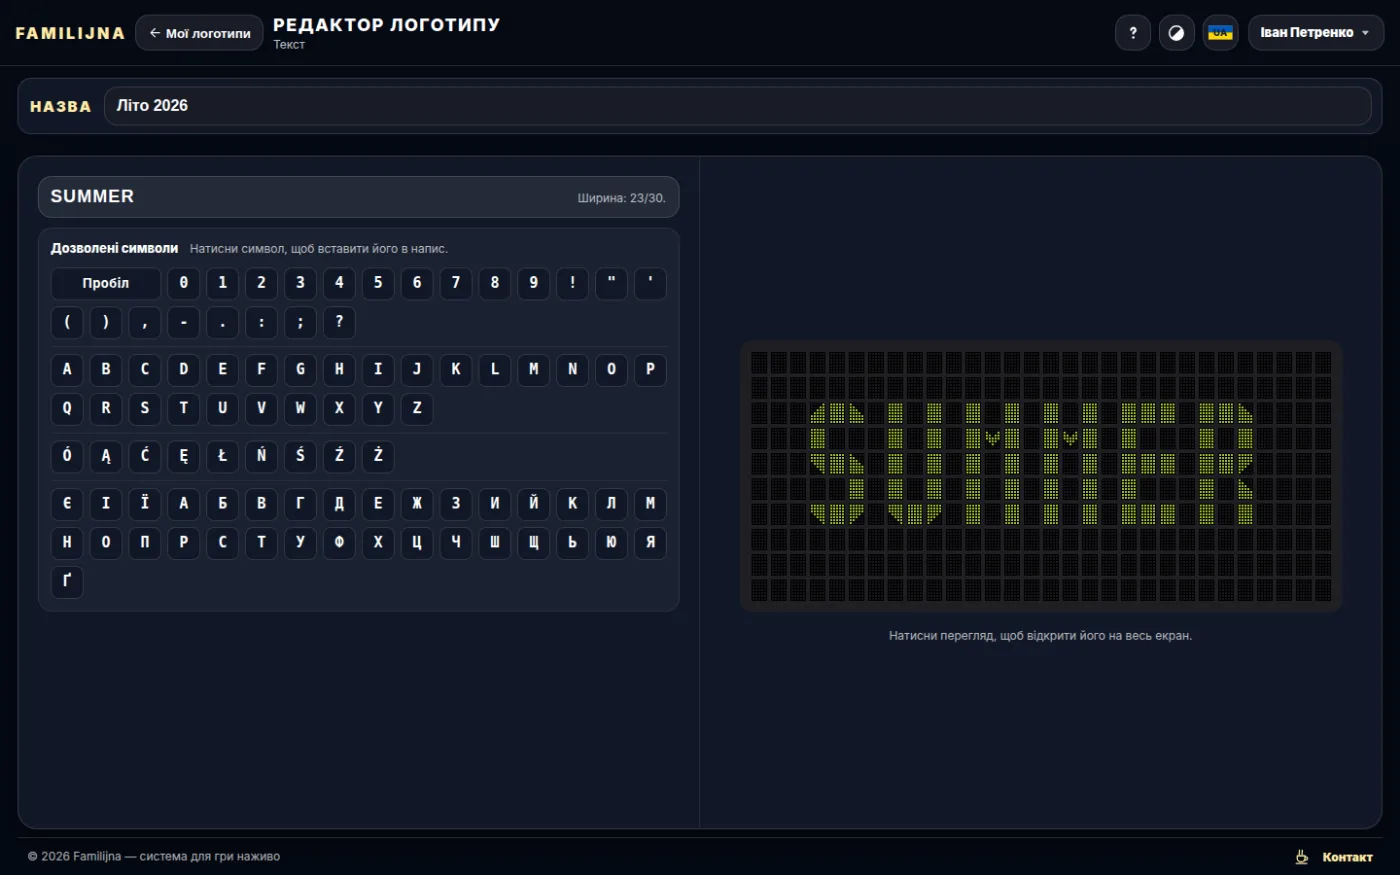 FAMILIJNA
← Мої логотипи
РЕДАКТОР ЛОГОТИПУ
Текст
?
UA
Іван Петренко
НАЗВА
Літо 2026
SUMMER
Ширина: 23/30.
Дозволені символи Натисни символ, щоб вставити його в напис.
Пробіл 0 1 2 3 4 5 6 7 8 9 ! " '
( ) , - . : ; ?
A B C D E F G H I J K L M N O P
Q R S T U V W X Y Z
Ó Ą Ć Ę Ł Ń Ś Ź Ż
Є І Ї А Б В Г Д Е Ж З И Й К Л М
Н О П Р С Т У Ф Х Ц Ч Ш Щ Ь Ю Я
Ґ
SUMMER
Натисни перегляд, щоб відкрити його на весь екран.
© 2026 Familijna — система для гри наживо
Контакт